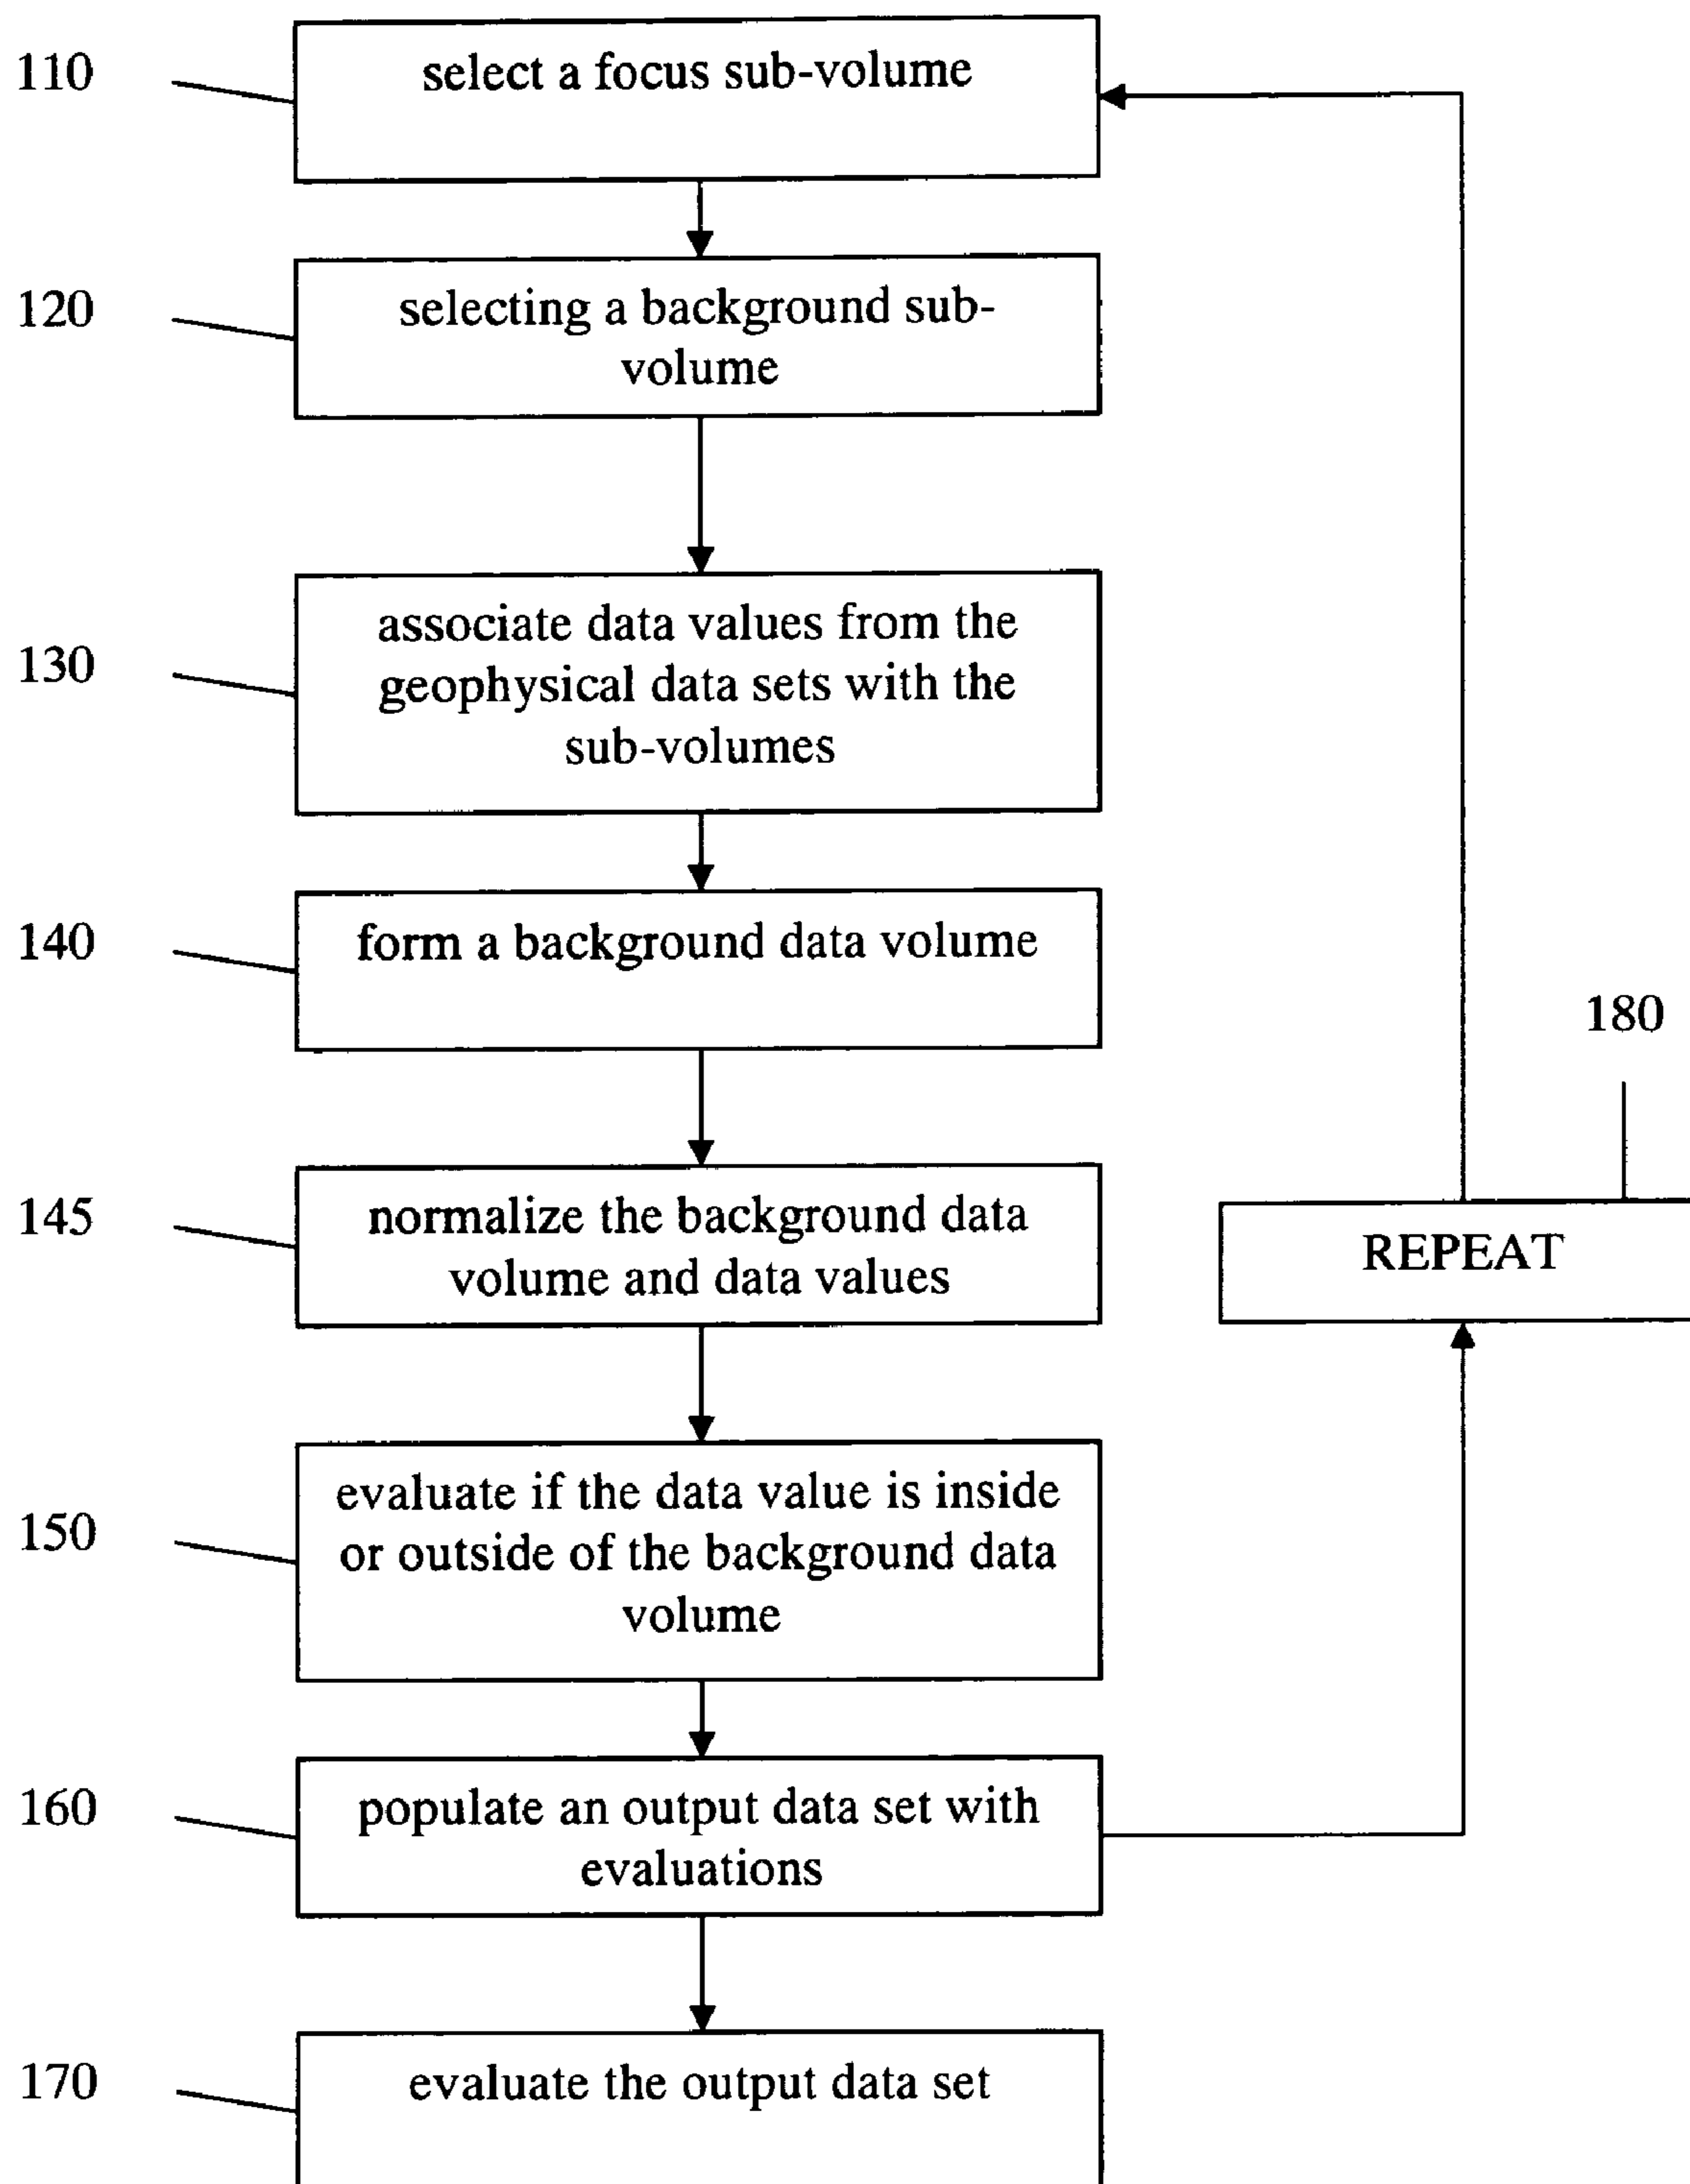 110
select a focus sub-volume
120
selecting a background sub-
volume
130
associate data values from the
geophysical data sets with the
sub-volumes
140
form a background data volume
180
145
normalize the background data
volume and data values
REPEAT
150
evaluate if the data value is inside
or outside of the background data
volume
160
populate an output data set with
evaluations
170
evaluate the output data set